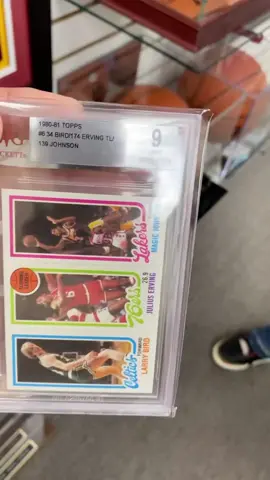 1980-81 TOPPS
#6 34 BIRD/174 ERVING TL/
139 JOHNSON
9
Lakers
MAGIC JOHN
76ers
JULIUS ERVING
Celtics
LARRY BIRD